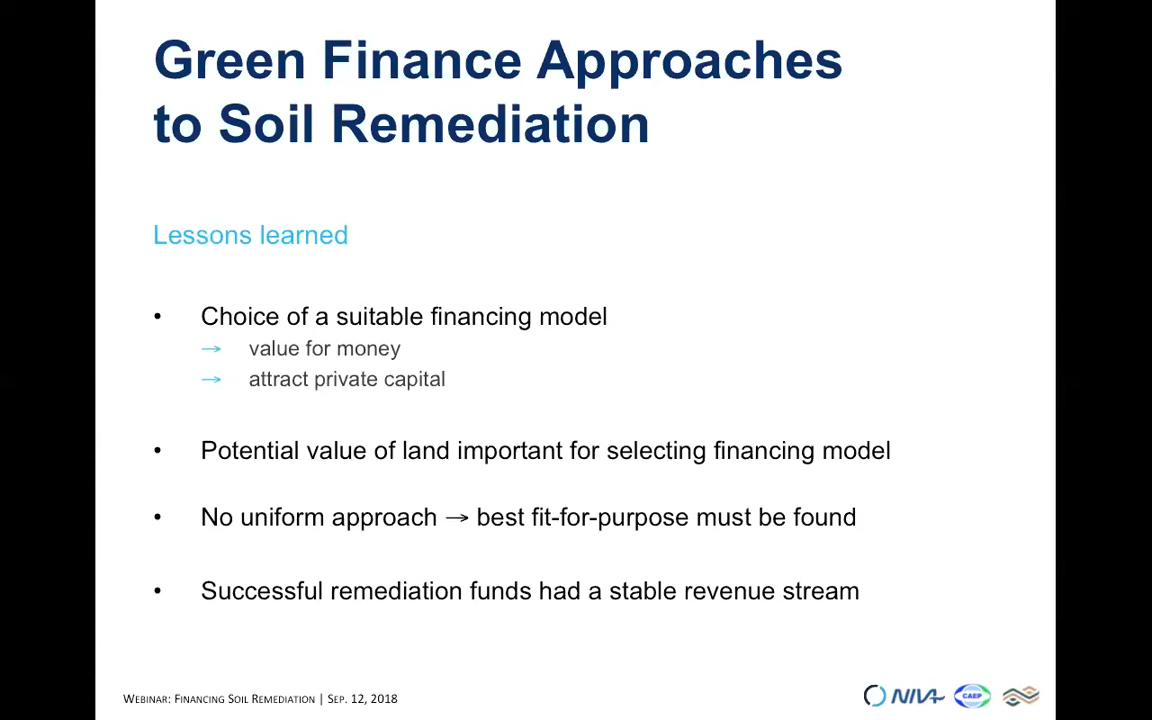 Green Finance Approaches
to Soil Remediation
Lessons learned
• Choice of a suitable financing model
→ value for money
→ attract private capital
• Potential value of land important for selecting financing model
• No uniform approach → best fit-for-purpose must be found
• Successful remediation funds had a stable revenue stream
WEBINAR: FINANCING SOIL REMEDIATION | SEP. 12, 2018
NIVA CAEP